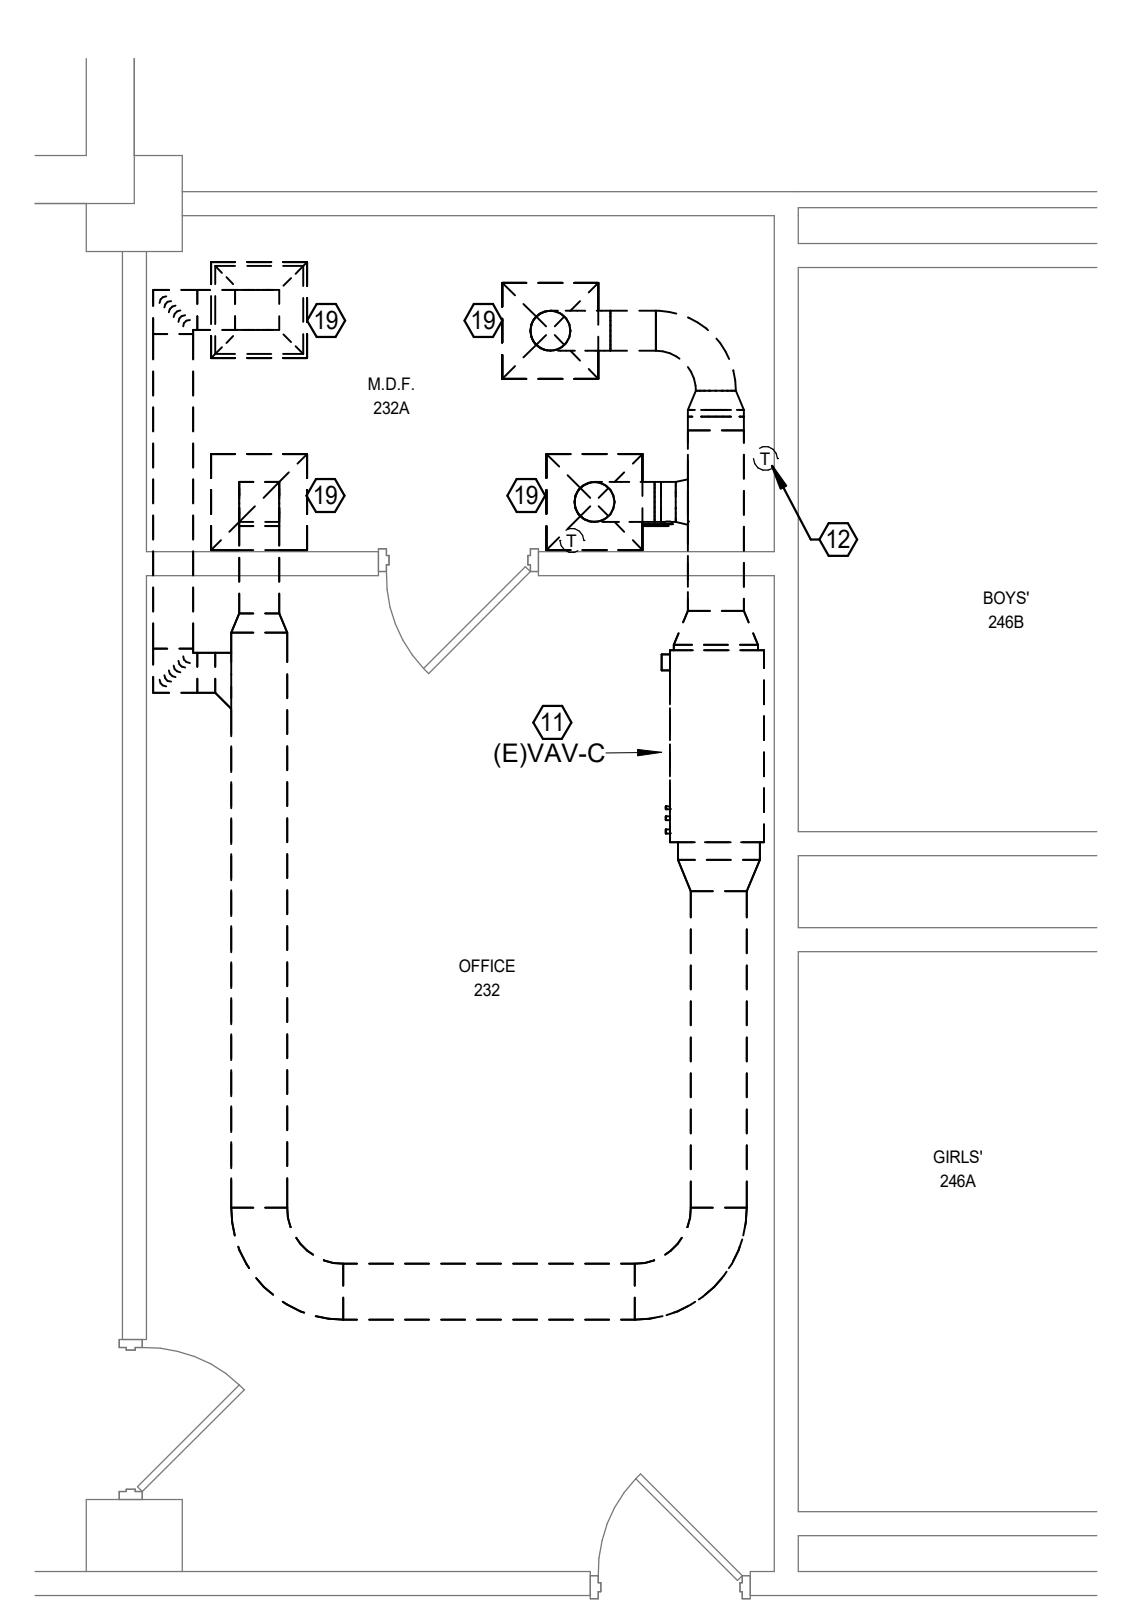 19
19
M.D.F.
232A
19
19
T
T
12
BOYS'
246B
11
(E)VAV-C
OFFICE
232
GIRLS'
246A